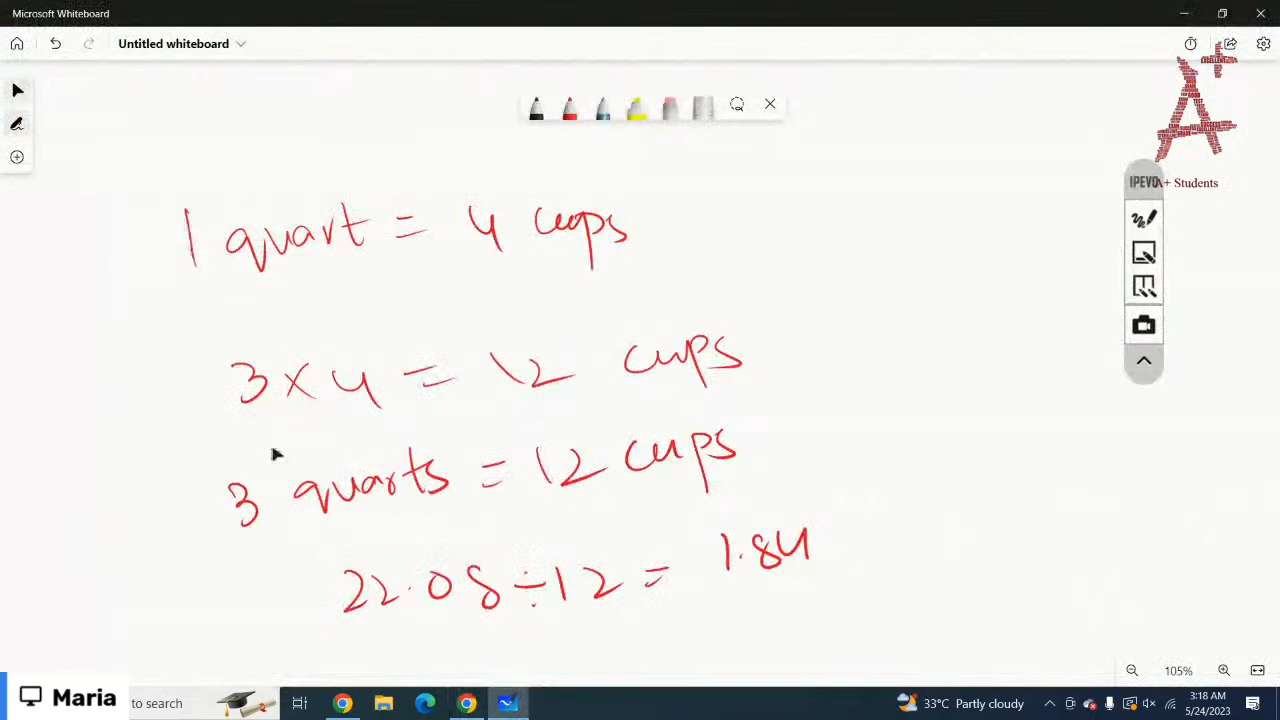 Microsoft Whiteboard
Untitled whiteboard
A+ Students
IPEVO
1 quart = 4 cups
3 × 4 = 12 cups
3 quarts = 12 cups
22.08 ÷ 12 = 1.84
105%
Maria
to search
33°C Partly cloudy
3:18 AM
5/24/2023